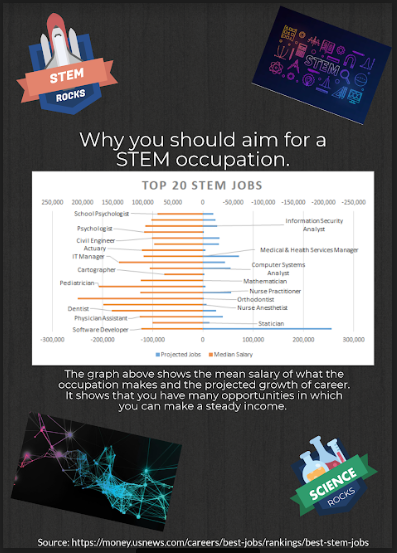 STEM
ROCKS
STEM
Why you should aim for a
STEM occupation.
TOP 20 STEM JOBS
250,000 200,000 150,000 100,000 50,000 0 -50,000 -100,000 -150,000 -200,000 -250,000
School Psychologist
Information Security
Analyst
Psychologist
Civil Engineer
Actuary
Medical & Health Services Manager
IT Manager
Cartographer
Computer Systems
Analyst
Pediatrician
Mathematician
Nurse Practitioner
Orthodontist
Dentist
Nurse Anesthetist
Physician Assistant
Statician
Software Developer
-300,000 -200,000 -100,000 0 100,000 200,000 300,000
Projected Jobs Median Salary
The graph above shows the mean salary of what the
occupation makes and the projected growth of career.
It shows that you have many opportunities in which
you can make a steady income.
SCIENCE
ROCKS
Source: https://money.usnews.com/careers/best-jobs/rankings/best-stem-jobs